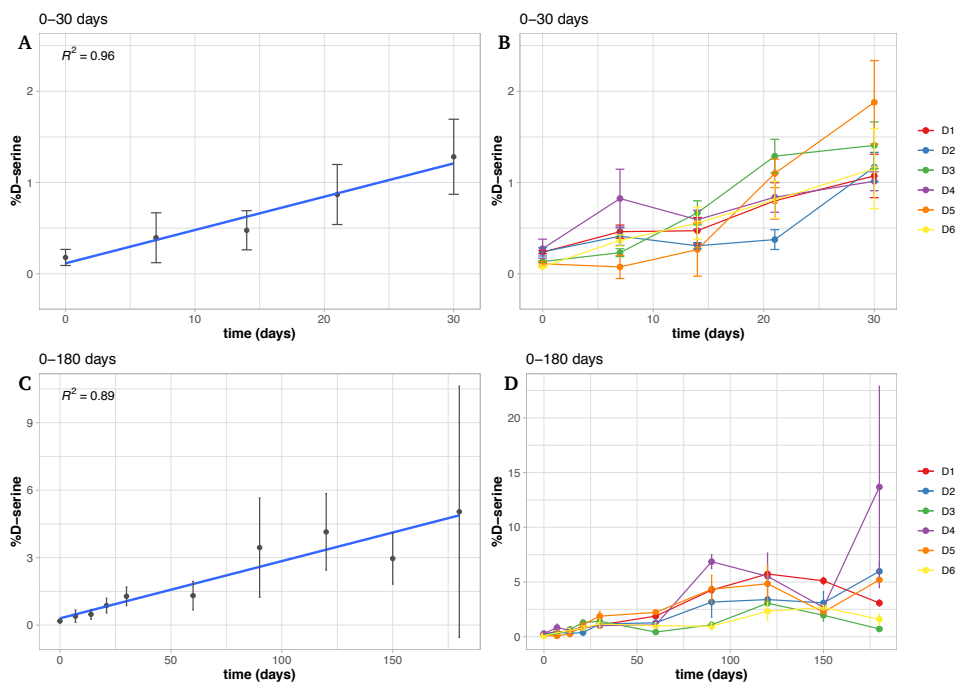 0–30 days
A
R² = 0.96
2
1
0
%D–serine
0 10 20 30
time (days)
0–30 days
B
2
1
0
%D–serine
0 10 20 30
time (days)
D1
D2
D3
D4
D5
D6
0–180 days
C
R² = 0.89
9
6
3
0
%D–serine
0 50 100 150
time (days)
0–180 days
D
20
15
10
5
0
%D–serine
0 50 100 150
time (days)
D1
D2
D3
D4
D5
D6